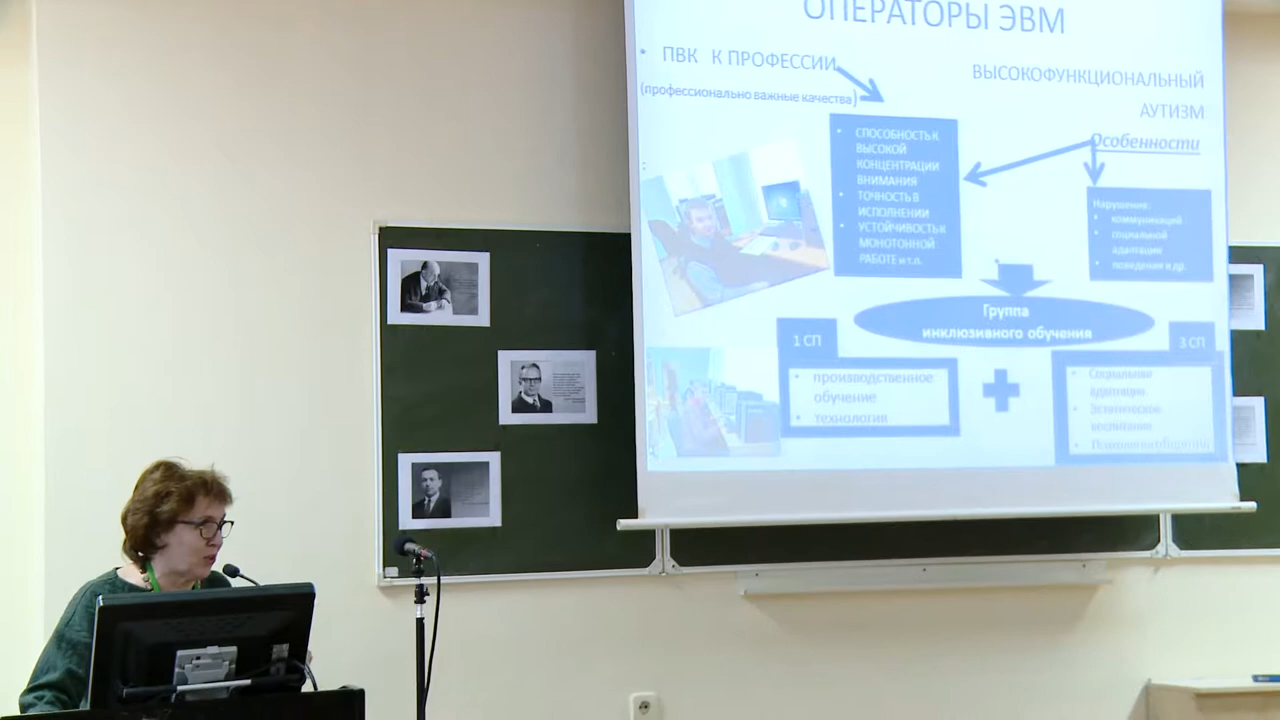 ОПЕРАТОРЫ ЭВМ
• ПВК К ПРОФЕССИИ
(профессионально важные качества)
ВЫСОКОФУНКЦИОНАЛЬНЫЙ
АУТИЗМ
Особенности
• СПОСОБНОСТЬ К
ВЫСОКОЙ
КОНЦЕНТРАЦИИ
ВНИМАНИЯ
• ТОЧНОСТЬ В
ИСПОЛНЕНИИ
• УСТОЙЧИВОСТЬ К
МОНОТОННОЙ
РАБОТЕ и т.п.
Нарушения:
• коммуникаций
• социальной
адаптации
• поведения и др.
Группа
инклюзивного обучения
1 СП
• производственное
обучение
• технология
3 СП
• Социальная
адаптация
• Эстетическое
воспитание